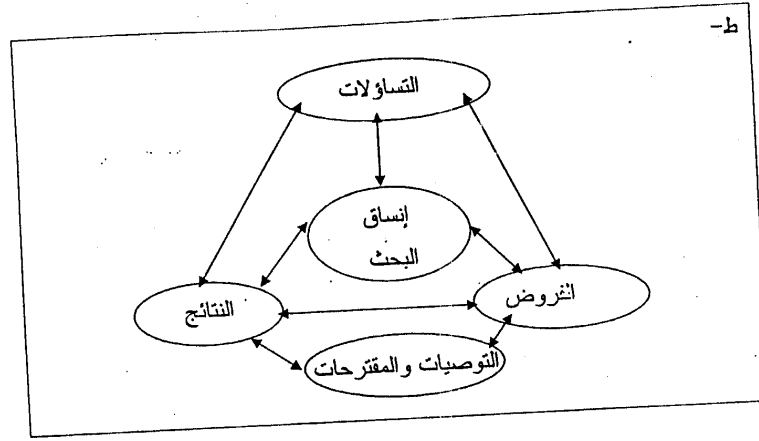 ط-
التساؤلات
إنساق
البحث
الفروض
النتائج
التوصيات والمقترحات